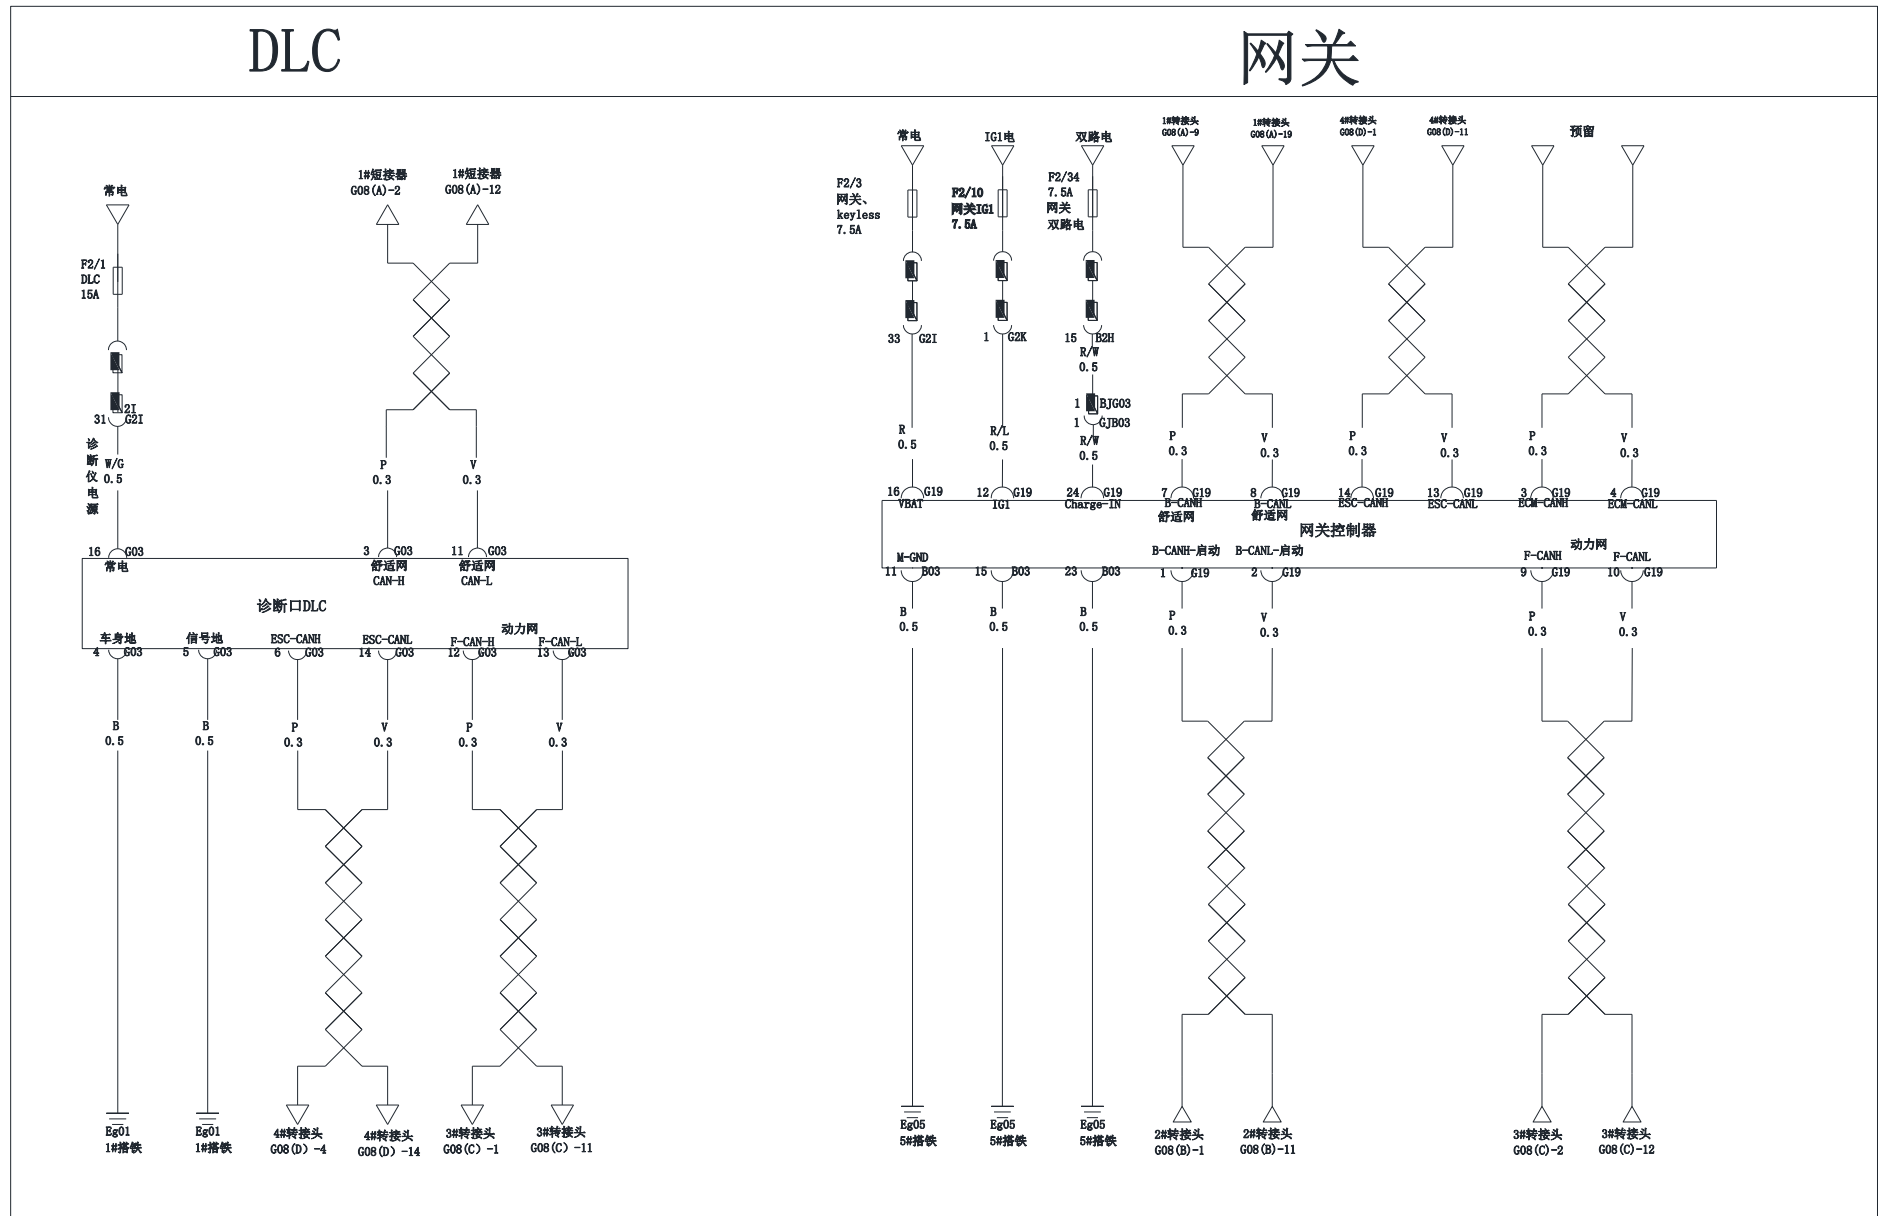 DLC
网关
常电
F2/1
DLC
15A
2I
31 G2I
诊断仪电源
W/G
0.5
16 G03
常电
1#短接器
G08(A)-2
1#短接器
G08(A)-12
P
0.3
V
0.3
3 G03
11 G03
舒适网
CAN-H
舒适网
CAN-L
诊断口DLC
动力网
车身地
信号地
ESC-CANH
ESC-CANL
F-CAN-H
F-CAN-L
4 G03
5 G03
6 G03
14 G03
12 G03
13 G03
B
0.5
B
0.5
P
0.3
V
0.3
P
0.3
V
0.3
Eg01
1#搭铁
Eg01
1#搭铁
4#转接头
G08(D)-4
4#转接头
G08(D)-14
3#转接头
G08(C)-1
3#转接头
G08(C)-11
常电
IG1电
双路电
1#转接头
G08(A)-9
1#转接头
G08(A)-19
4#转接头
G08(D)-1
4#转接头
G08(D)-11
预留
F2/3
网关、
keyless
7.5A
F2/10
网关IG1
7.5A
F2/34
7.5A
网关
双路电
33 G2I
1 G2K
15 B2H
R/W
0.5
1 BJG03
1 GJB03
R
0.5
R/L
0.5
R/W
0.5
P
0.3
V
0.3
P
0.3
V
0.3
P
0.3
V
0.3
16 G19
12 G19
24 G19
7 G19
8 G19
14 G19
13 G19
3 G19
4 G19
VBAT
IG1
Charge-IN
B-CANH
舒适网
B-CANL
舒适网
ESC-CANH
ESC-CANL
ECM-CANH
ECM-CANL
网关控制器
动力网
M-GND
B-CANH-启动
B-CANL-启动
F-CANH
F-CANL
11 B03
15 B03
23 B03
1 G19
2 G19
9 G19
10 G19
B
0.5
B
0.5
B
0.5
P
0.3
V
0.3
P
0.3
V
0.3
Eg05
5#搭铁
Eg05
5#搭铁
Eg05
5#搭铁
2#转接头
G08(B)-1
2#转接头
G08(B)-11
3#转接头
G08(C)-2
3#转接头
G08(C)-12